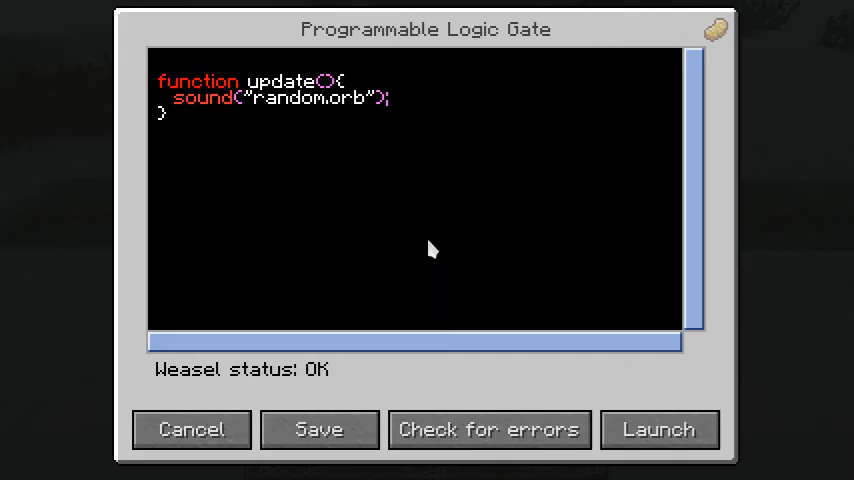 Programmable Logic Gate
function update(){
sound("random.orb");
}
Weasel status: OK
Cancel
Save
Check for errors
Launch